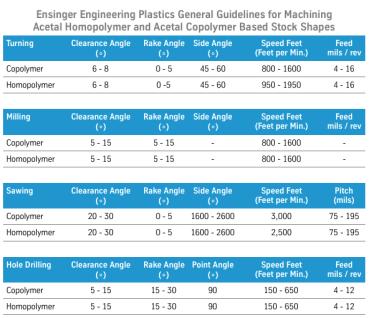 Ensinger Engineering Plastics General Guidelines for Machining
Acetal Homopolymer and Acetal Copolymer Based Stock Shapes
Turning Clearance Angle (∘) Rake Angle (∘) Side Angle (∘) Speed Feet (Feet per Min.) Feed mils / rev
Copolymer 6 - 8 0 - 5 45 - 60 800 - 1600 4 - 16
Homopolymer 6 - 8 0 -5 45 - 60 950 - 1950 4 - 16
Milling Clearance Angle (∘) Rake Angle (∘) Side Angle (∘) Speed Feet (Feet per Min.) Feed mils / rev
Copolymer 5 - 15 5 - 15 - 800 - 1600 -
Homopolymer 5 - 15 5 - 15 - 800 - 1600 -
Sawing Clearance Angle (∘) Rake Angle (∘) Side Angle (∘) Speed Feet (Feet per Min.) Pitch (mils)
Copolymer 20 - 30 0 - 5 1600 - 2600 3,000 75 - 195
Homopolymer 20 - 30 0 - 5 1600 - 2600 2,500 75 - 195
Hole Drilling Clearance Angle (∘) Rake Angle (∘) Point Angle (∘) Speed Feet (Feet per Min.) Feed mils / rev
Copolymer 5 - 15 15 - 30 90 150 - 650 4 - 12
Homopolymer 5 - 15 15 - 30 90 150 - 650 4 - 12